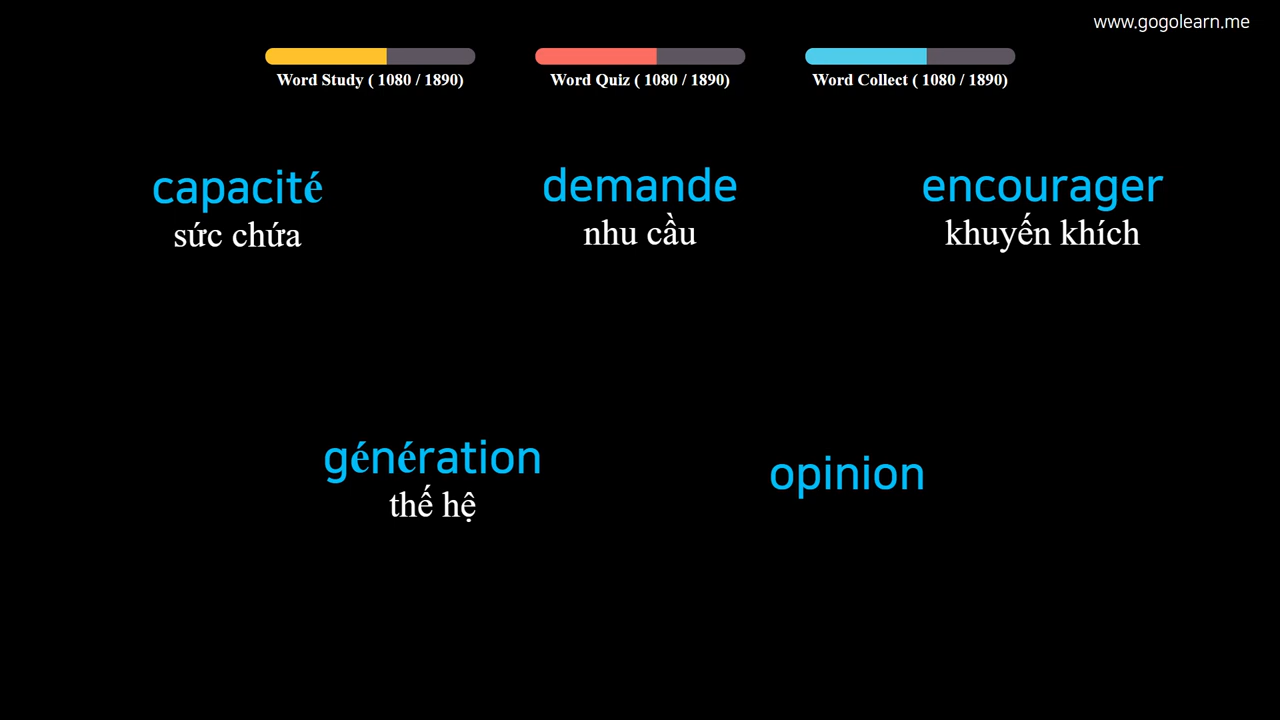 www.gogolearn.me
Word Study ( 1080 / 1890)
Word Quiz ( 1080 / 1890)
Word Collect ( 1080 / 1890)
capacité
sức chứa
demande
nhu cầu
encourager
khuyến khích
génération
thế hệ
opinion